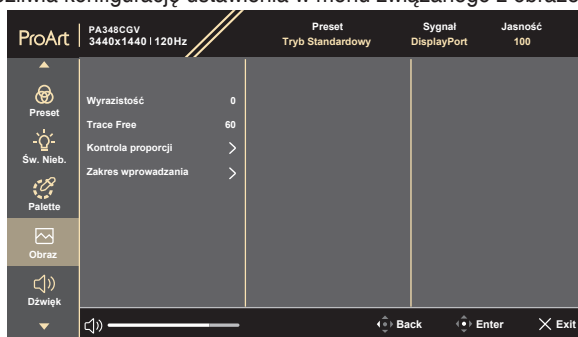 ProArt
PA348CGV
3440x1440 | 120Hz
Preset
Tryb Standardowy
Sygnał
DisplayPort
Jasność
100
Preset
Św. Nieb.
Palette
Obraz
Dźwięk
Wyrazistość 0
Trace Free 60
Kontrola proporcji
Zakres wprowadzania
Back
Enter
Exit